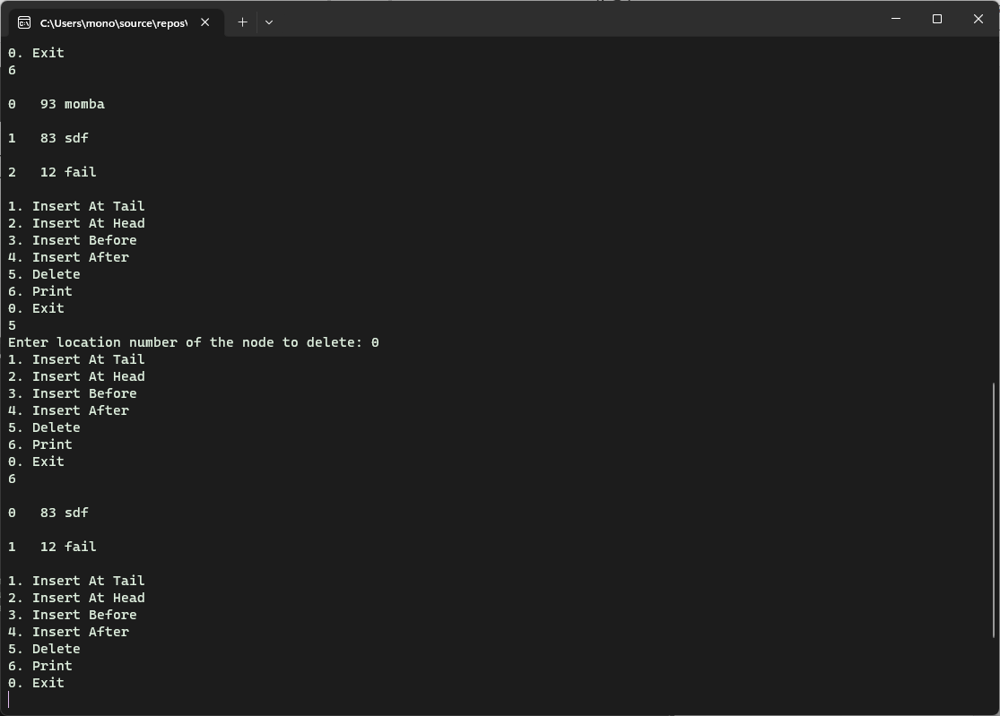 C:\Users\mono\source\repos\
0. Exit
6
0   93 momba
1   83 sdf
2   12 fail
1. Insert At Tail
2. Insert At Head
3. Insert Before
4. Insert After
5. Delete
6. Print
0. Exit
5
Enter location number of the node to delete: 0
1. Insert At Tail
2. Insert At Head
3. Insert Before
4. Insert After
5. Delete
6. Print
0. Exit
6
0   83 sdf
1   12 fail
1. Insert At Tail
2. Insert At Head
3. Insert Before
4. Insert After
5. Delete
6. Print
0. Exit